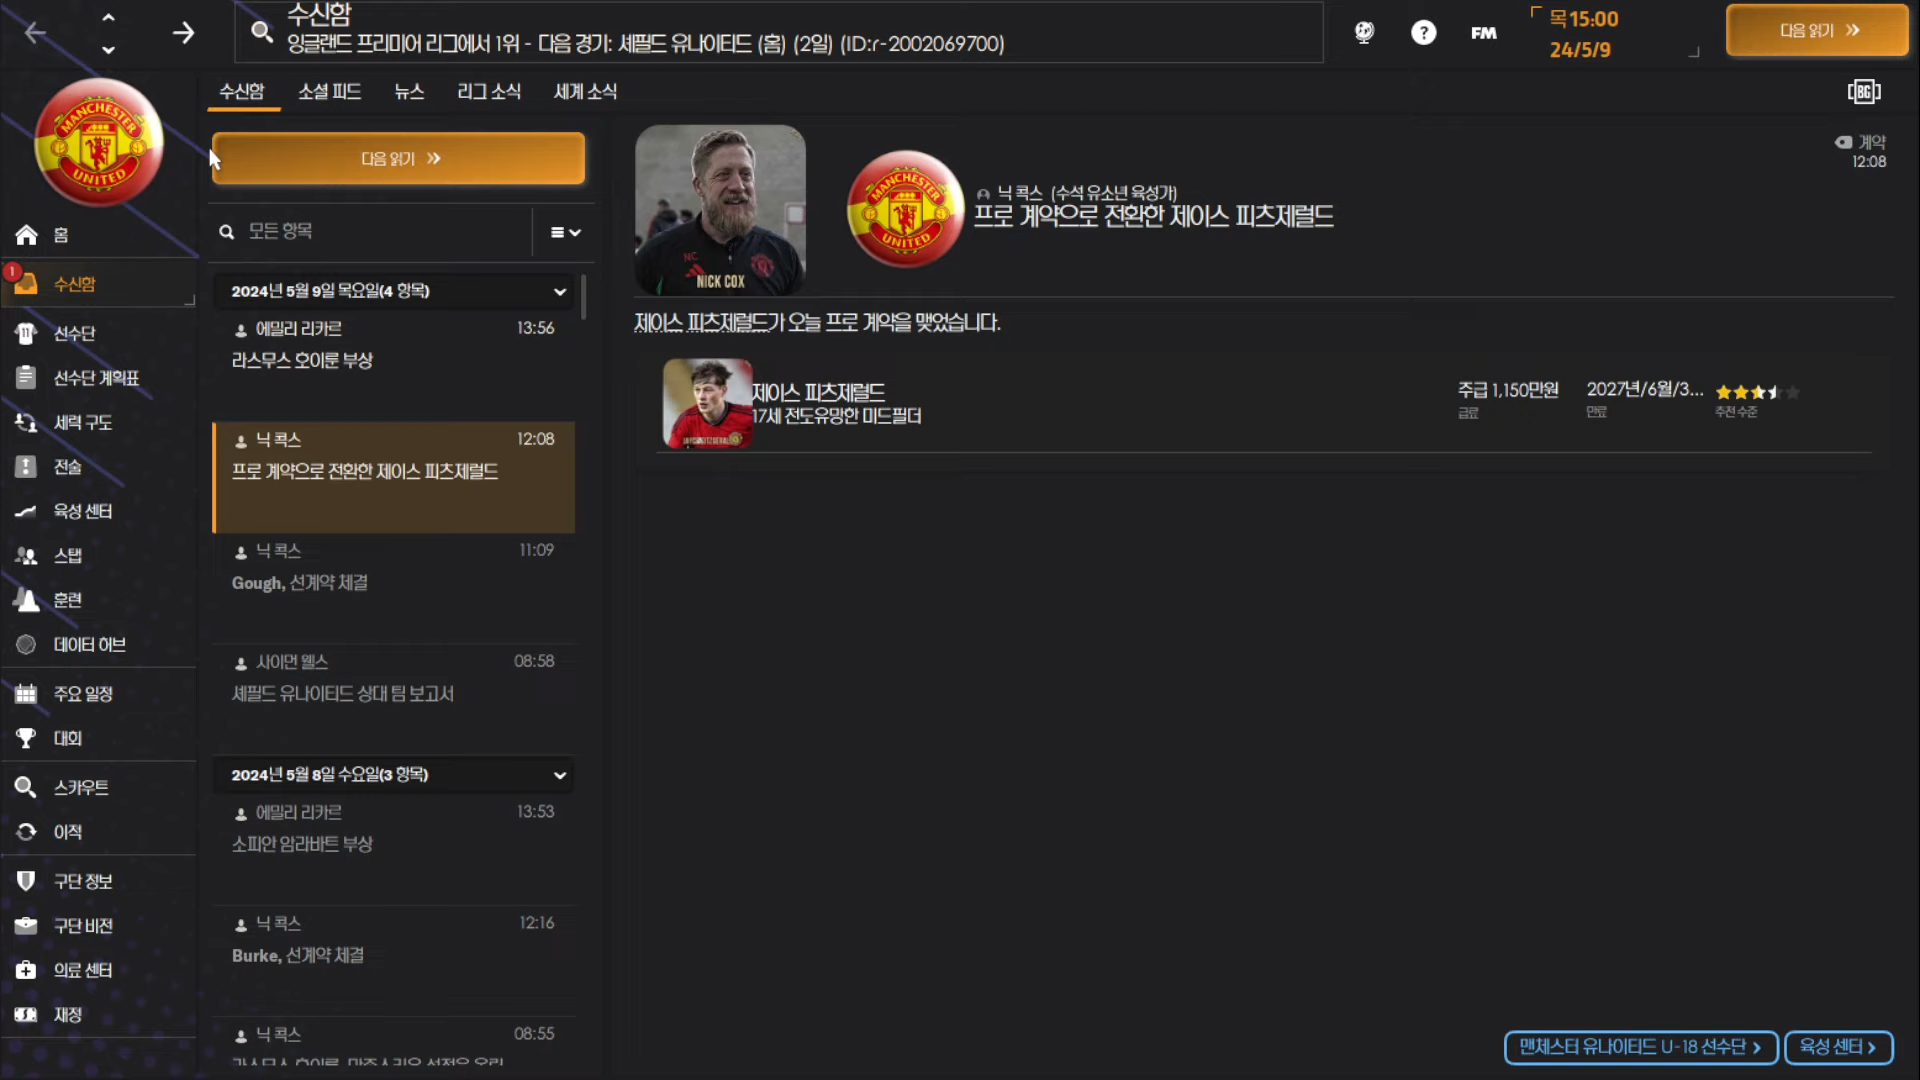 수신함
잉글랜드 프리미어 리그에서 1위 - 다음 경기: 셰필드 유나이티드 (홈) (2일) (ID:r-2002069700)
FM
목 15:00
24/5/9
다음 읽기
수신함
소셜 피드
뉴스
리그 소식
세계 소식
BG
MANCHESTER
UNITED
홈
1
수신함
선수단
선수단 계획표
세력 구도
전술
육성 센터
스탭
훈련
데이터 허브
주요 일정
대회
스카우트
이적
구단 정보
구단 비전
의료 센터
재정
다음 읽기
모든 항목
2024년 5월 9일 목요일(4 항목)
에밀리 리카르
13:56
라스무스 호이룬 부상
닉 콕스
12:08
프로 계약으로 전환한 제이스 피츠제럴드
닉 콕스
11:09
Gough, 선계약 체결
사이먼 웰스
08:58
셰필드 유나이티드 상대 팀 보고서
2024년 5월 8일 수요일(3 항목)
에밀리 리카르
13:53
소피안 암라바트 부상
닉 콕스
12:16
Burke, 선계약 체결
닉 콕스
08:55
NC
NICK COX
MANCHESTER
UNITED
닉 콕스 (수석 유소년 육성가)
프로 계약으로 전환한 제이스 피츠제럴드
계약
12:08
제이스 피츠제럴드가 오늘 프로 계약을 맺었습니다.
제이스 피츠제럴드
17세 전도유망한 미드필더
주급 1,150만원
급료
2027년/6월/3...
만료
추천 수준
맨체스터 유나이티드 U-18 선수단
육성 센터